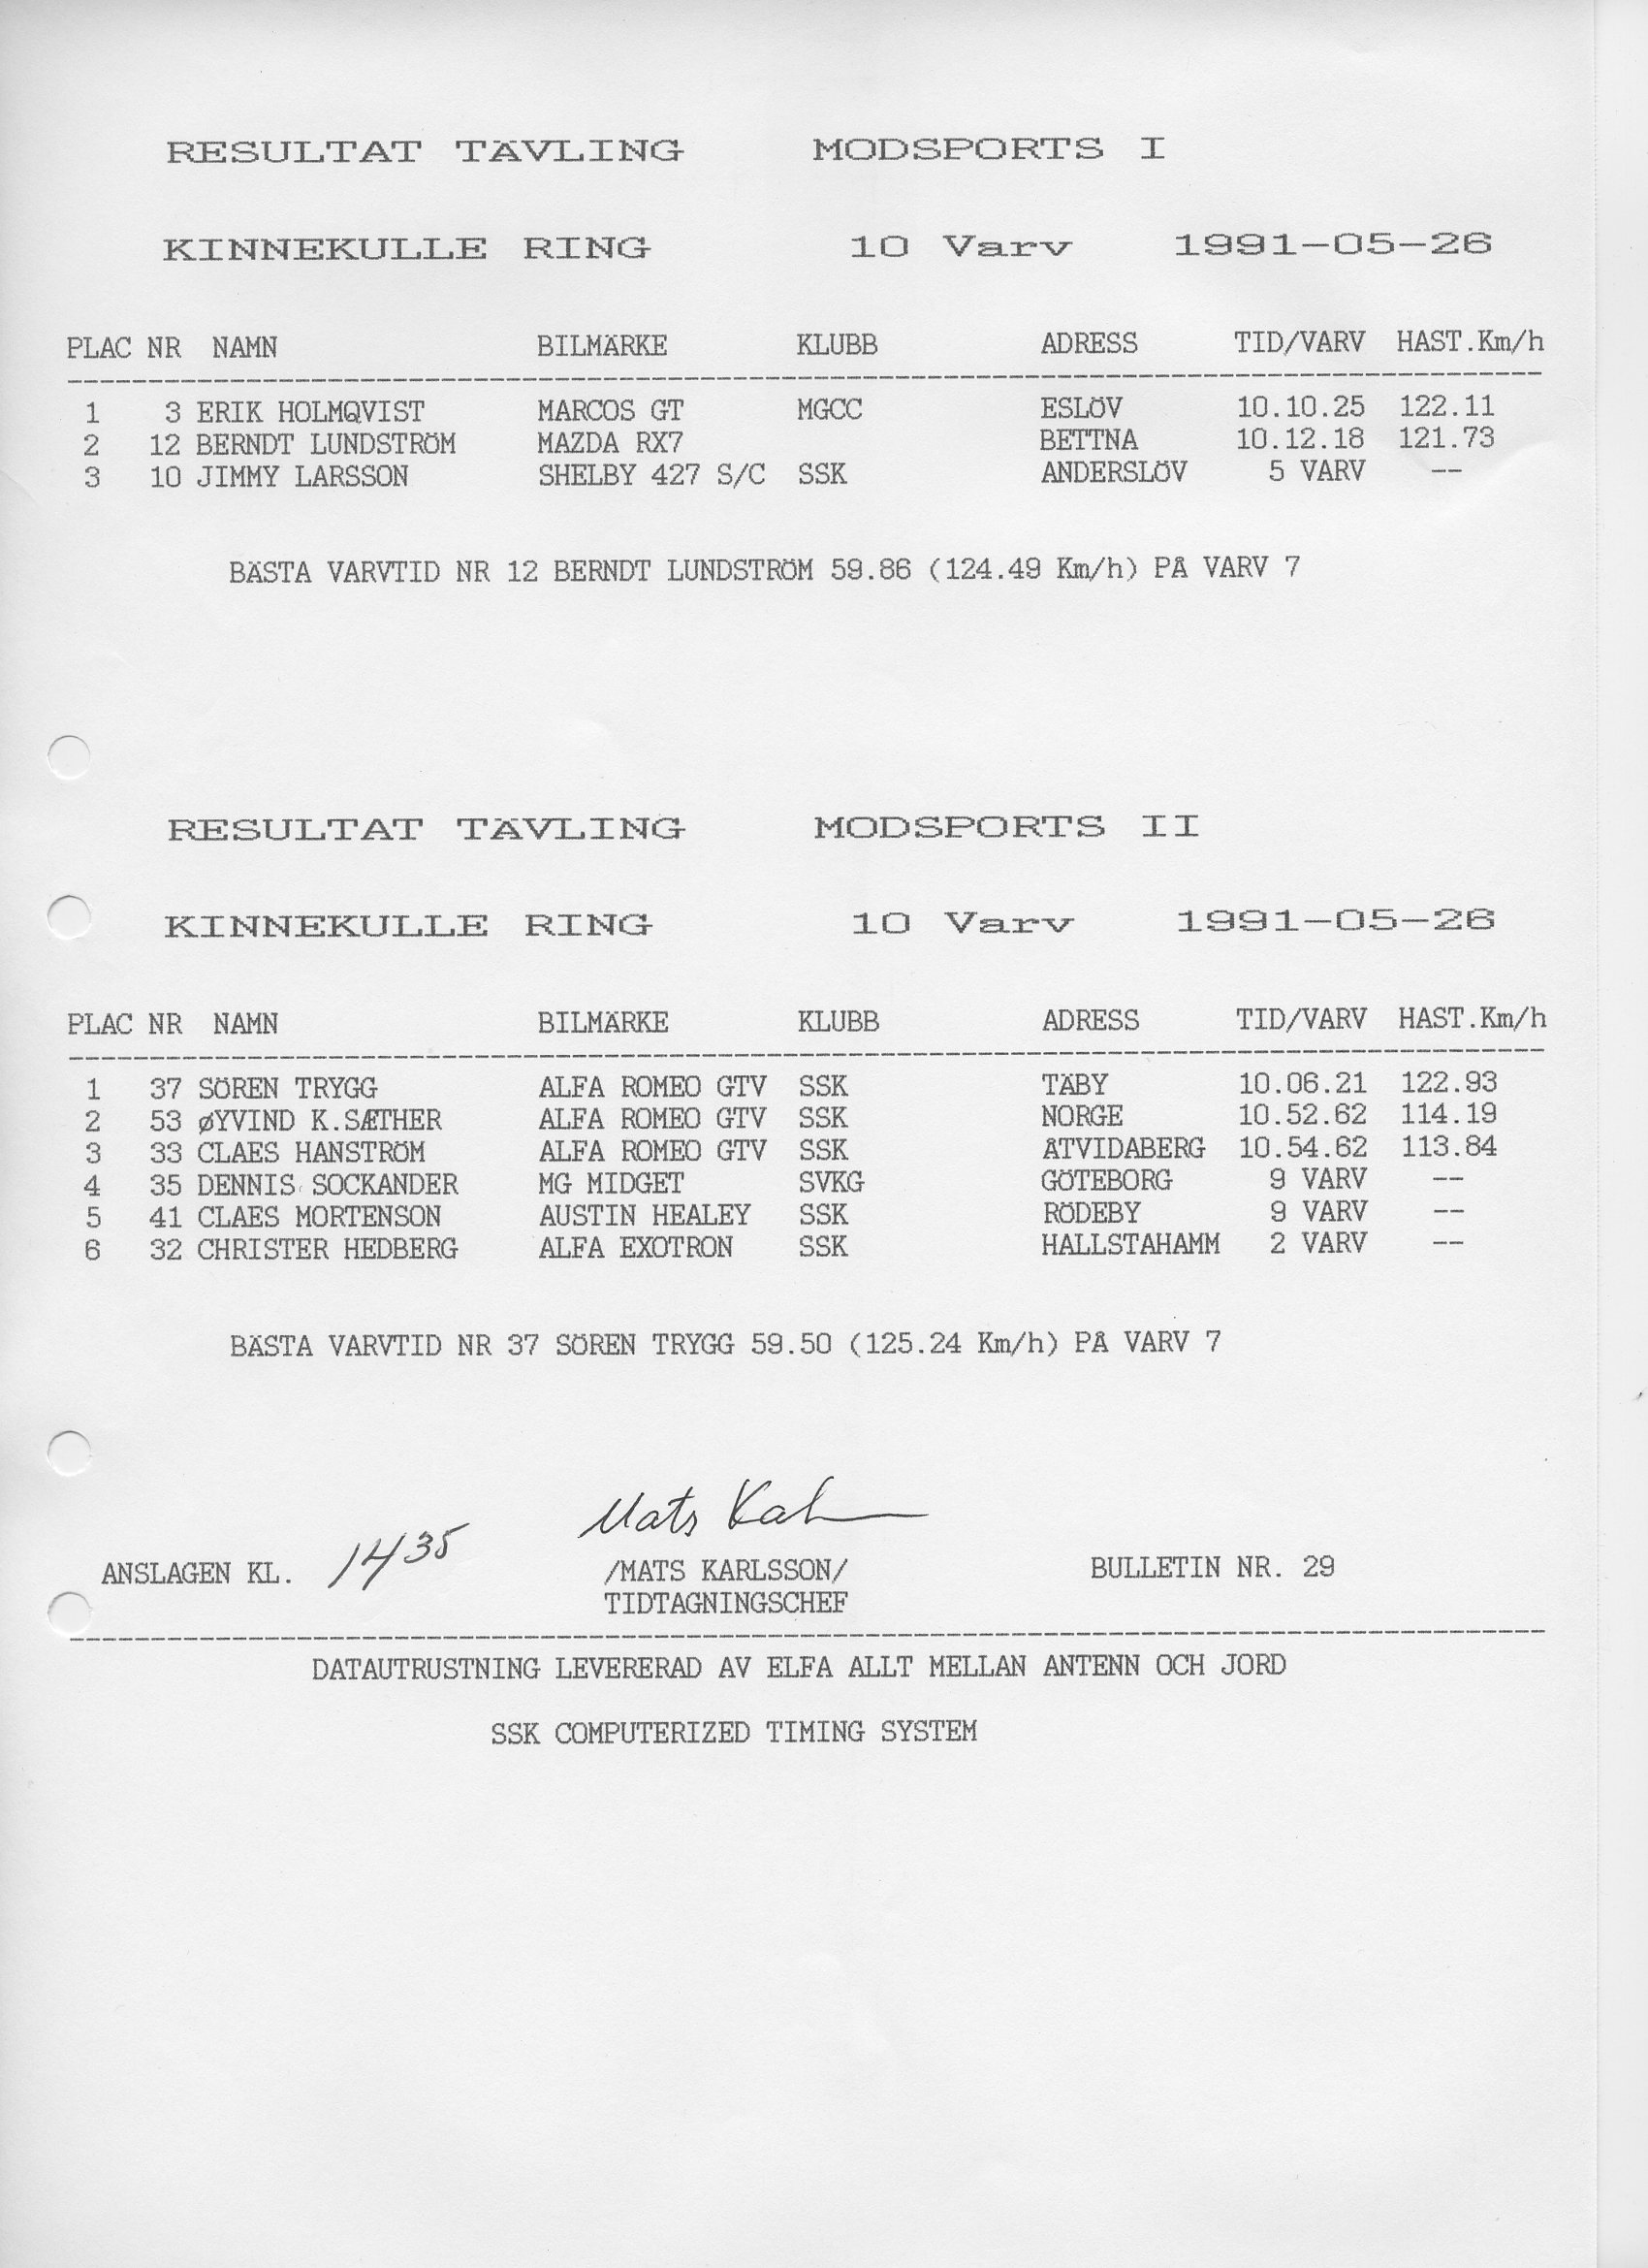 RESULTAT TÄVLING MODSPORTS I
KINNEKULLE RING 10 Varv 1991-05-26
PLAC NR NAMN BILMÄRKE KLUBB ADRESS TID/VARV HAST.Km/h
1 3 ERIK HOLMQVIST MARCOS GT MGCC ESLÖV 10.10.25 122.11
2 12 BERNDT LUNDSTRÖM MAZDA RX7 BETTNA 10.12.18 121.73
3 10 JIMMY LARSSON SHELBY 427 S/C SSK ANDERSLÖV 5 VARV --
BÄSTA VARVTID NR 12 BERNDT LUNDSTRÖM 59.86 (124.49 Km/h) PÅ VARV 7
RESULTAT TÄVLING MODSPORTS II
KINNEKULLE RING 10 Varv 1991-05-26
PLAC NR NAMN BILMÄRKE KLUBB ADRESS TID/VARV HAST.Km/h
1 37 SÖREN TRYGG ALFA ROMEO GTV SSK TÄBY 10.06.21 122.93
2 53 øYVIND K.SÆTHER ALFA ROMEO GTV SSK NORGE 10.52.62 114.19
3 33 CLAES HANSTRÖM ALFA ROMEO GTV SSK ÅTVIDABERG 10.54.62 113.84
4 35 DENNIS SOCKANDER MG MIDGET SVKG GÖTEBORG 9 VARV --
5 41 CLAES MORTENSON AUSTIN HEALEY SSK RÖDEBY 9 VARV --
6 32 CHRISTER HEDBERG ALFA EXOTRON SSK HALLSTAHAMM 2 VARV --
BÄSTA VARVTID NR 37 SÖREN TRYGG 59.50 (125.24 Km/h) PÅ VARV 7
Mats
ANSLAGEN KL. 1435 /MATS KARLSSON/ BULLETIN NR. 29
TIDTAGNINGSCHEF
DATAUTRUSTNING LEVERERAD AV ELFA ALLT MELLAN ANTENN OCH JORD
SSK COMPUTERIZED TIMING SYSTEM